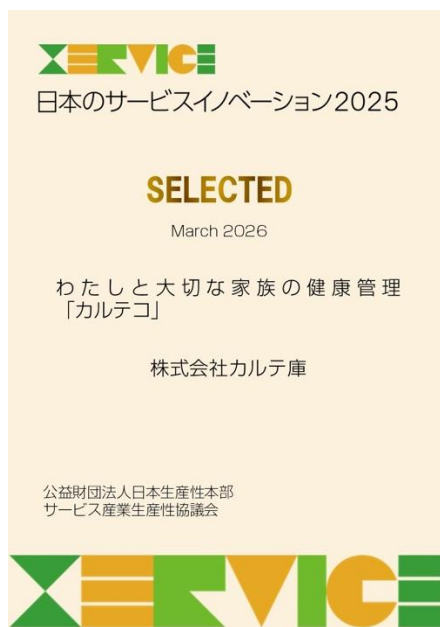 XERVICE
日本のサービスイノベーション2025
SELECTED
March 2026
わたしと大切な家族の健康管理
「カルテコ」
株式会社カルテ庫
公益財団法人日本生産性本部
サービス産業生産性協議会
XERVICE